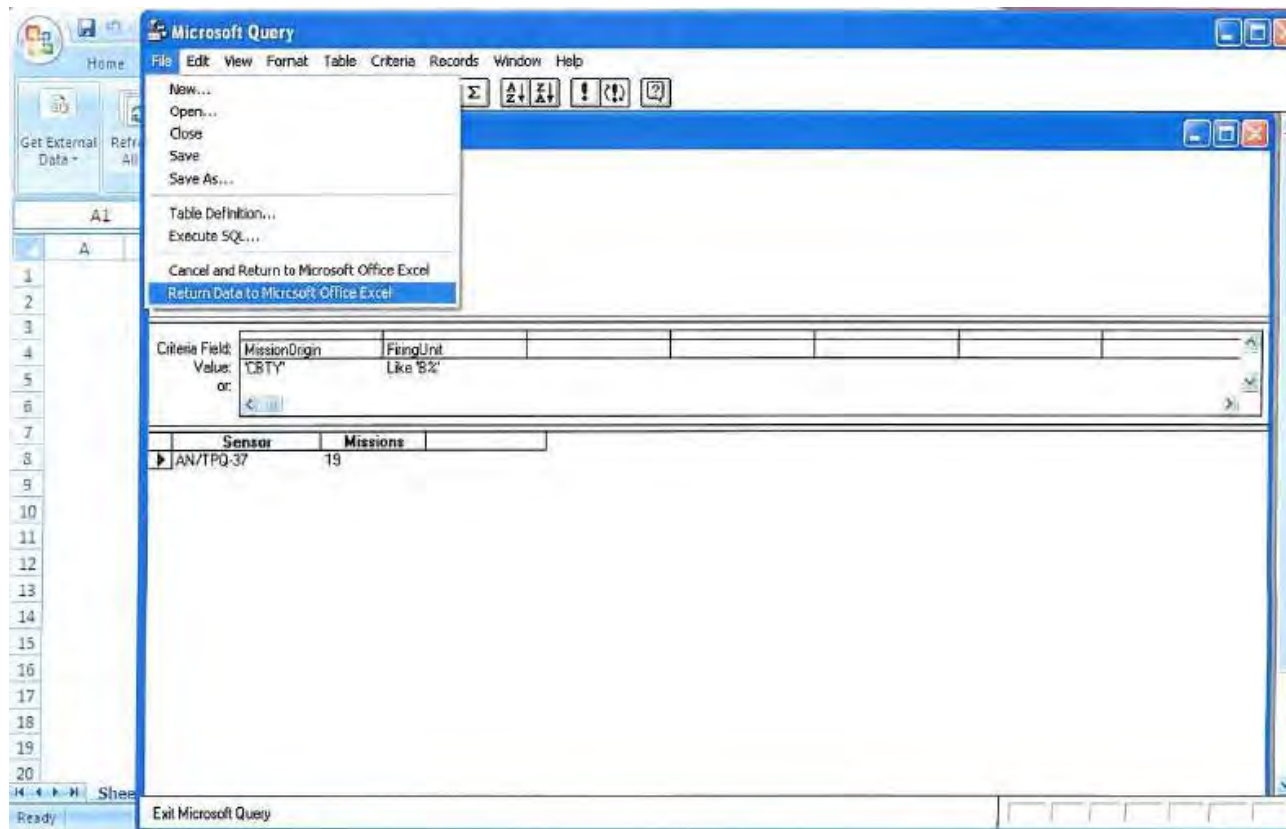 Microsoft Query
Home
File Edit View Format Table Criteria Records Window Help
New...
Open...
Close
Save
Save As...
Table Definition...
Execute SQL...
Cancel and Return to Microsoft Office Excel
Return Data to Microsoft Office Excel
Get External
Data
All
A1
A
1
2
3
4
5
6
7
8
9
10
11
12
13
14
15
16
17
18
19
20
Criteria Field: MissionOrigin FiringUnit
Value: 'CBTY' Like 'B%'
or:
Sensor Missions
AN/TPQ-37 19
Shee
Ready
Exit Microsoft Query